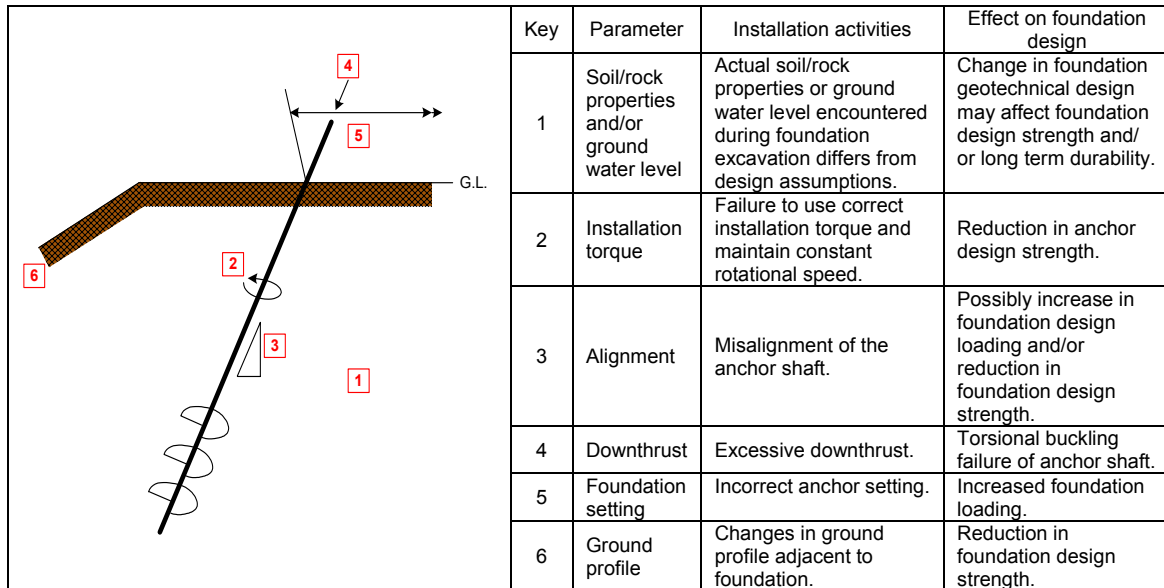 4
5
G.L.
2
6
3
1
Key
Parameter
Installation activities
Effect on foundation
design
1
Soil/rock
properties
and/or
ground
water level
Actual soil/rock
properties or ground
water level encountered
during foundation
excavation differs from
design assumptions.
Change in foundation
geotechnical design
may affect foundation
design strength and/
or long term durability.
2
Installation
torque
Failure to use correct
installation torque and
maintain constant
rotational speed.
Reduction in anchor
design strength.
3
Alignment
Misalignment of the
anchor shaft.
Possibly increase in
foundation design
loading and/or
reduction in
foundation design
strength.
4
Downthrust
Excessive downthrust.
Torsional buckling
failure of anchor shaft.
5
Foundation
setting
Incorrect anchor setting.
Increased foundation
loading.
6
Ground
profile
Changes in ground
profile adjacent to
foundation.
Reduction in
foundation design
strength.